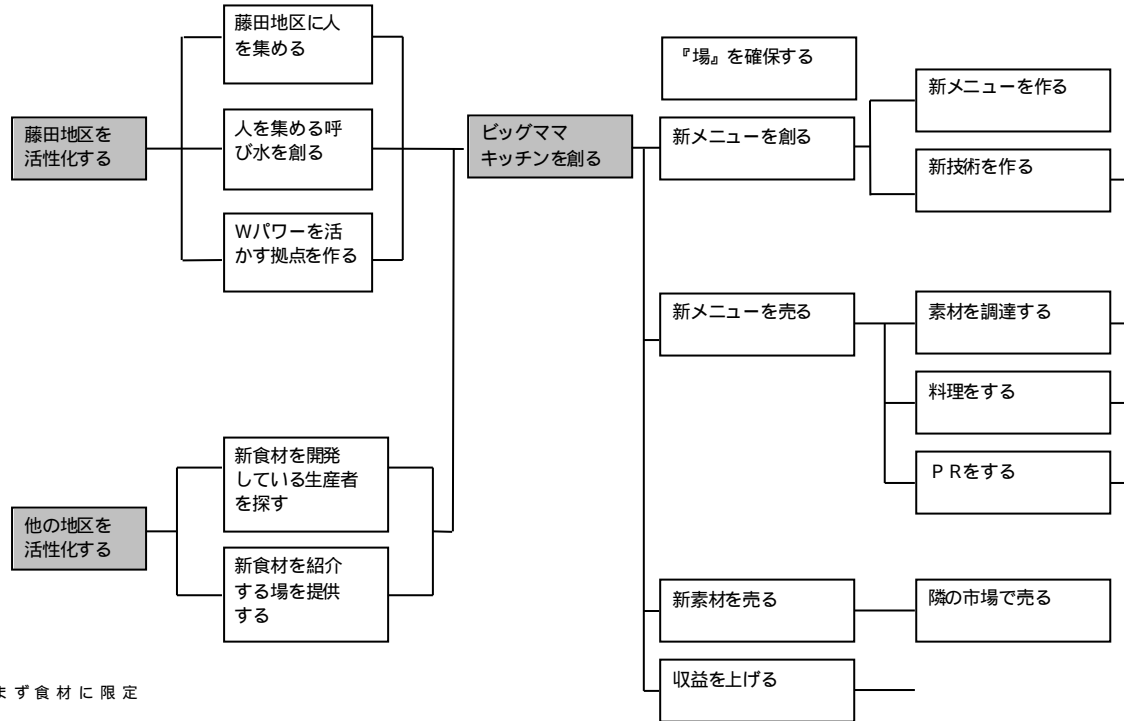 藤田地区を
活性化する
藤田地区に人
を集める
人を集める呼
び水を創る
Wパワーを活
かす拠点を作る
他の地区を
活性化する
新食材を開発
している生産者
を探す
新食材を紹介
する場を提供
する
ビッグママ
キッチンを創る
『場』を確保する
新メニューを創る
新メニューを作る
新技術を作る
新メニューを売る
素材を調達する
料理をする
PRをする
新素材を売る
隣の市場で売る
収益を上げる
まず食材に限定